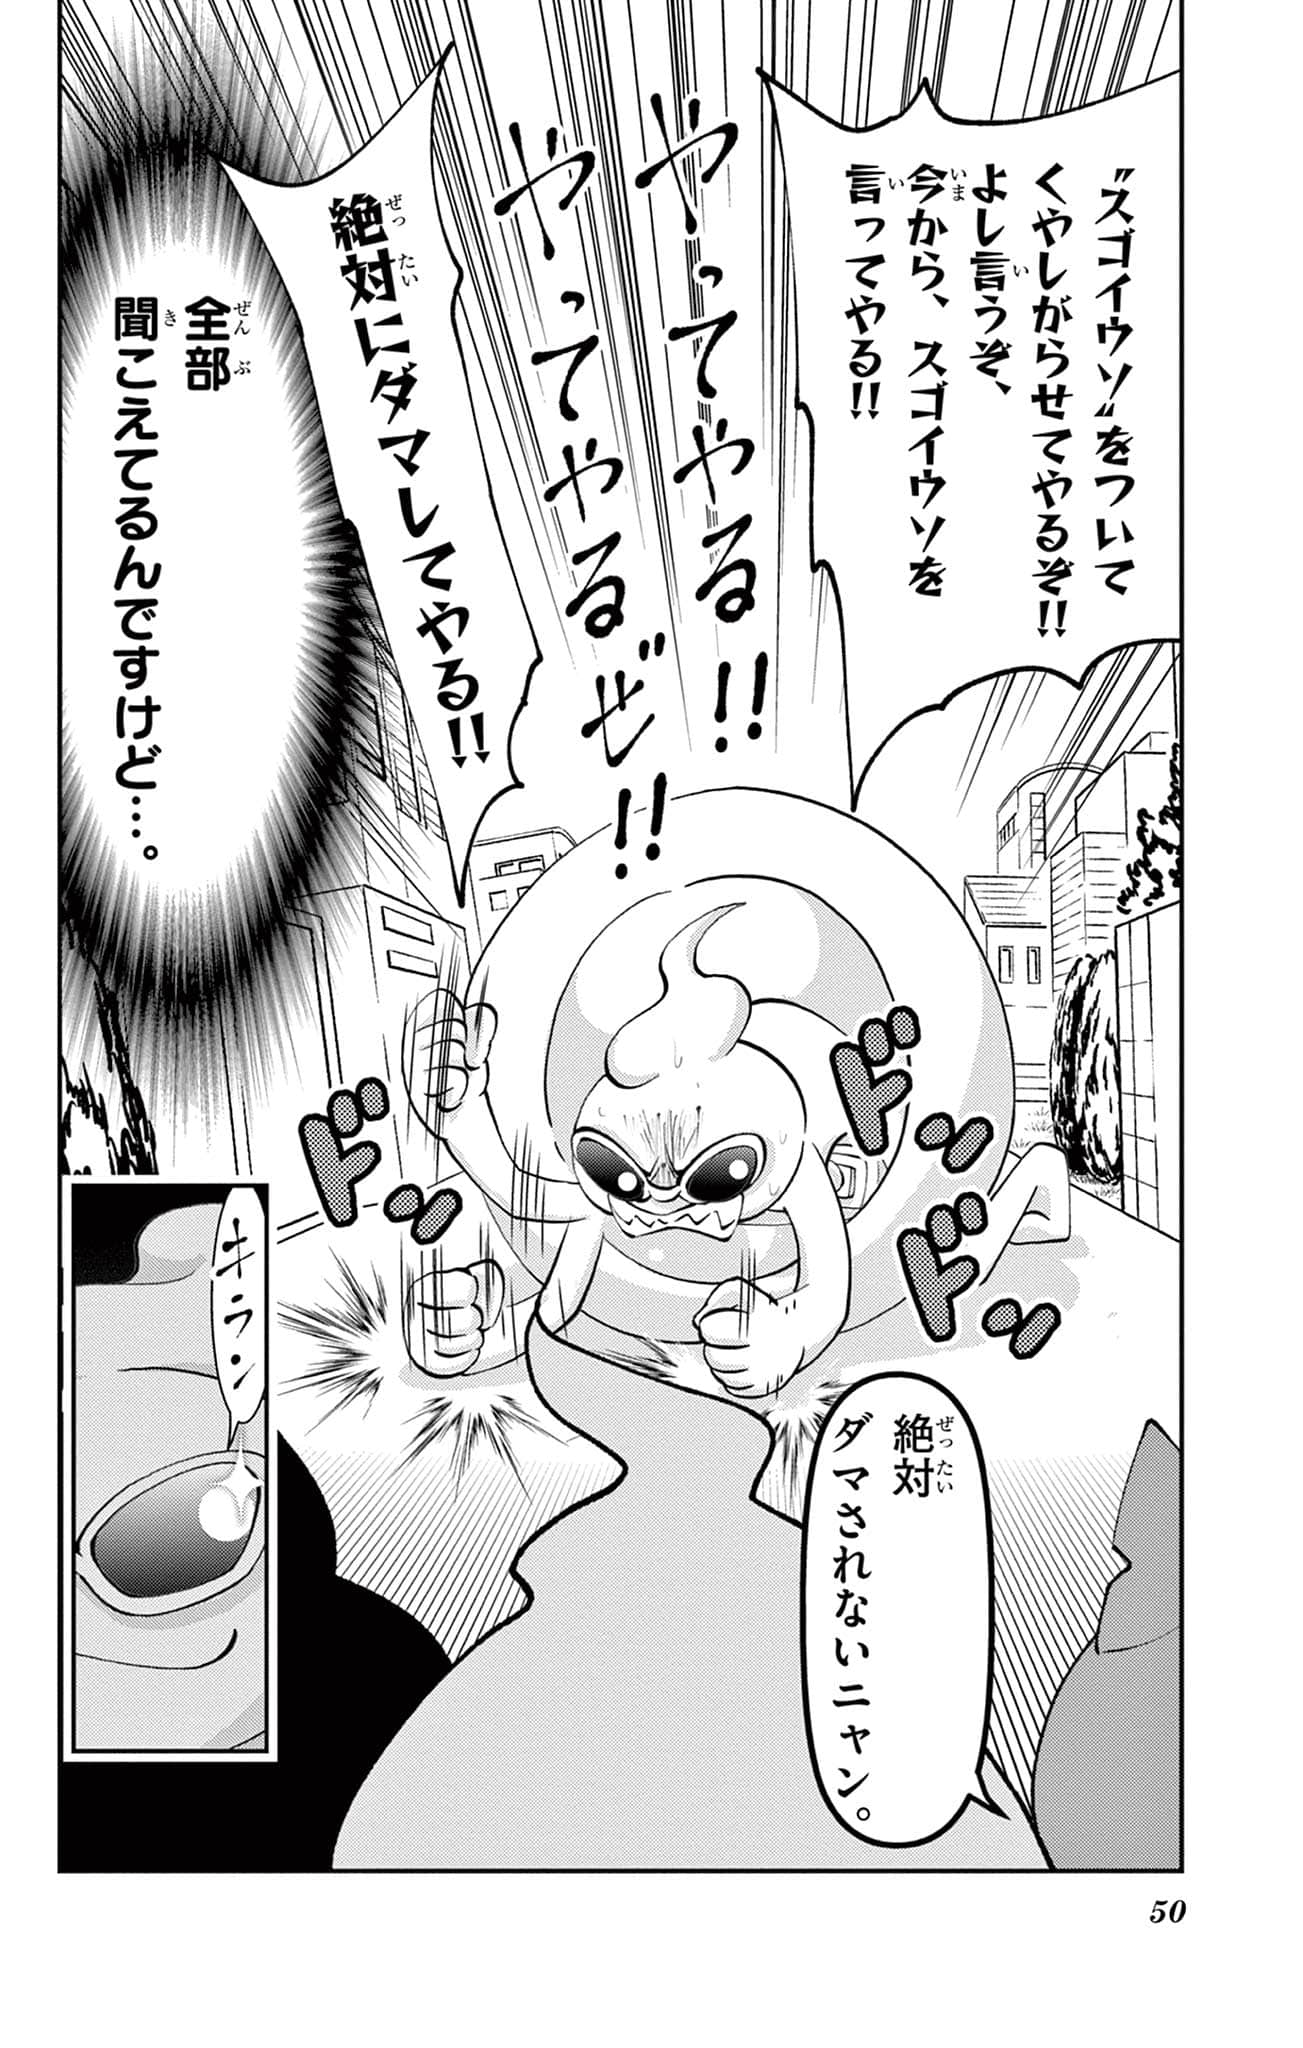 “スゴイウソ”をついて
くやしがらせてやるぞ!!
よし言うぞ、
今から、スゴイウソを
言ってやる!!
やってやる!!
やってやるぜ!!
絶対にダマしてやる!!
全部
聞こえてるんですけど…。
ドドン
ドドン
キラン
絶対
ダマされないニャン。
50